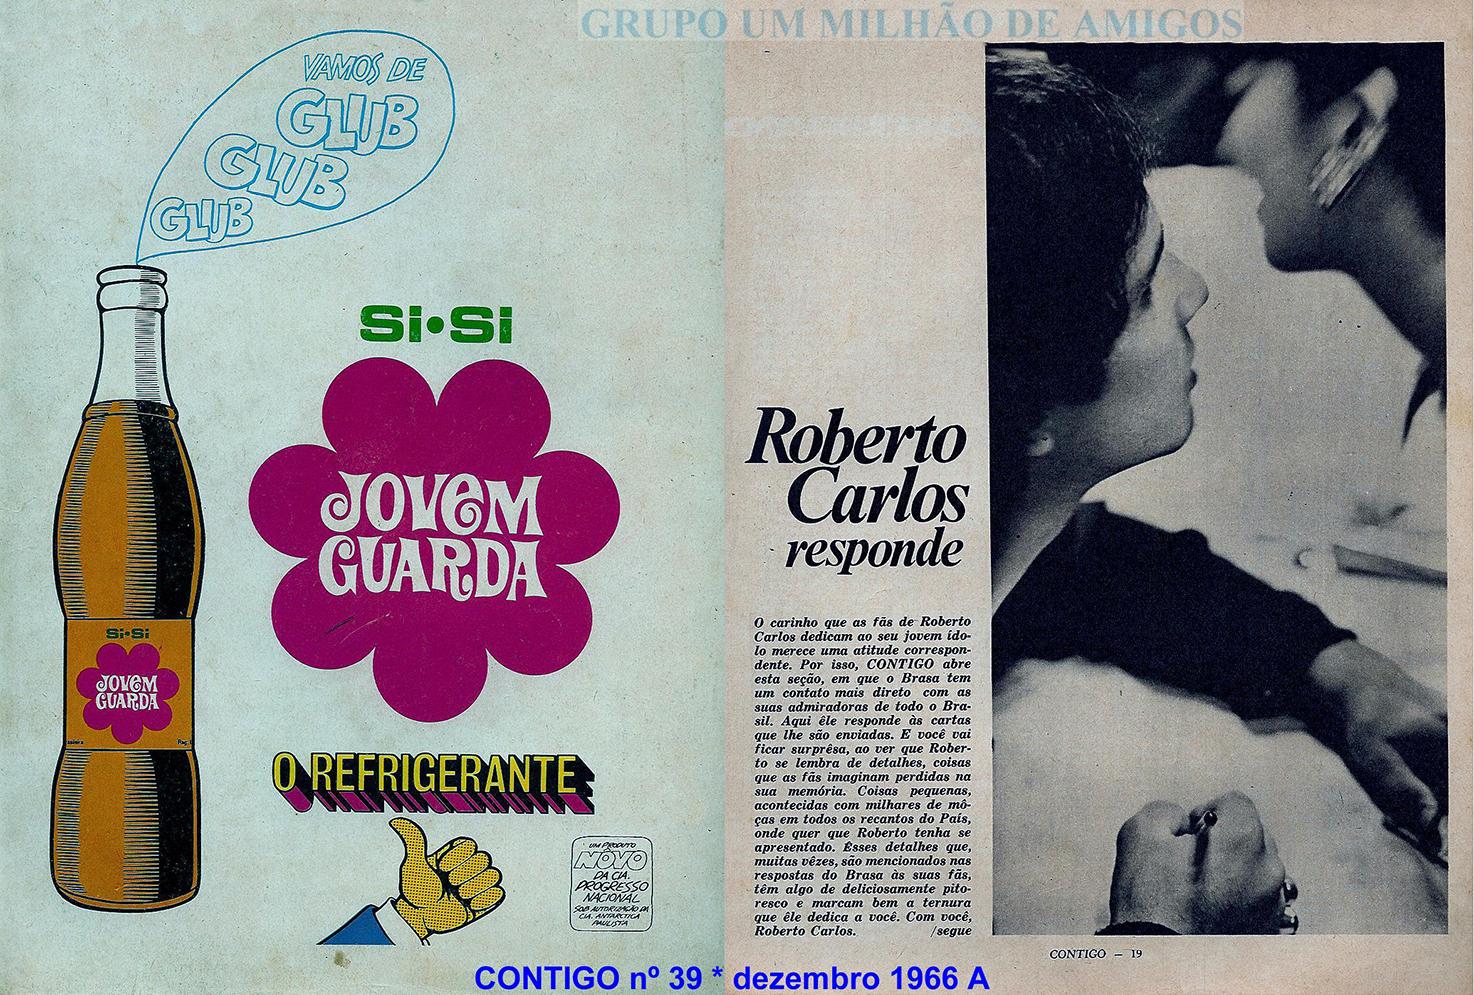 GRUPO UM MILHÃO DE AMIGOS
VAMOS DE
GLUB
GLUB
GLUB
Si•Si
JOVEM
GUARDA
Si•Si
JOVEM
GUARDA
O REFRIGERANTE
UM PRODUTO
NÔVO
DA CIA.
PROGRESSO
NACIONAL
SOB AUTORIZAÇÃO DA
CIA. ANTARCTICA
PAULISTA
Roberto
Carlos
responde
O carinho que as fãs de Roberto
Carlos dedicam ao seu jovem ído-
lo merece uma atitude correspon-
dente. Por isso, CONTIGO abre
esta seção, em que o Brasa tem
um contato mais direto com as
suas admiradoras de todo o Bra-
sil. Aqui êle responde às cartas
que lhe são enviadas. E você vai
ficar surprêsa, ao ver que Rober-
to se lembra de detalhes, coisas
que as fãs imaginam perdidas na
sua memória. Coisas pequenas,
acontecidas com milhares de mô-
ças em todos os recantos do País,
onde quer que Roberto tenha se
apresentado. Êsses detalhes que,
muitas vêzes, são mencionados nas
respostas do Brasa às suas fãs,
têm algo de deliciosamente pito-
resco e marcam bem a ternura
que êle dedica a você. Com você,
Roberto Carlos. /segue
CONTIGO — 19
CONTIGO nº 39 * dezembro 1966 A